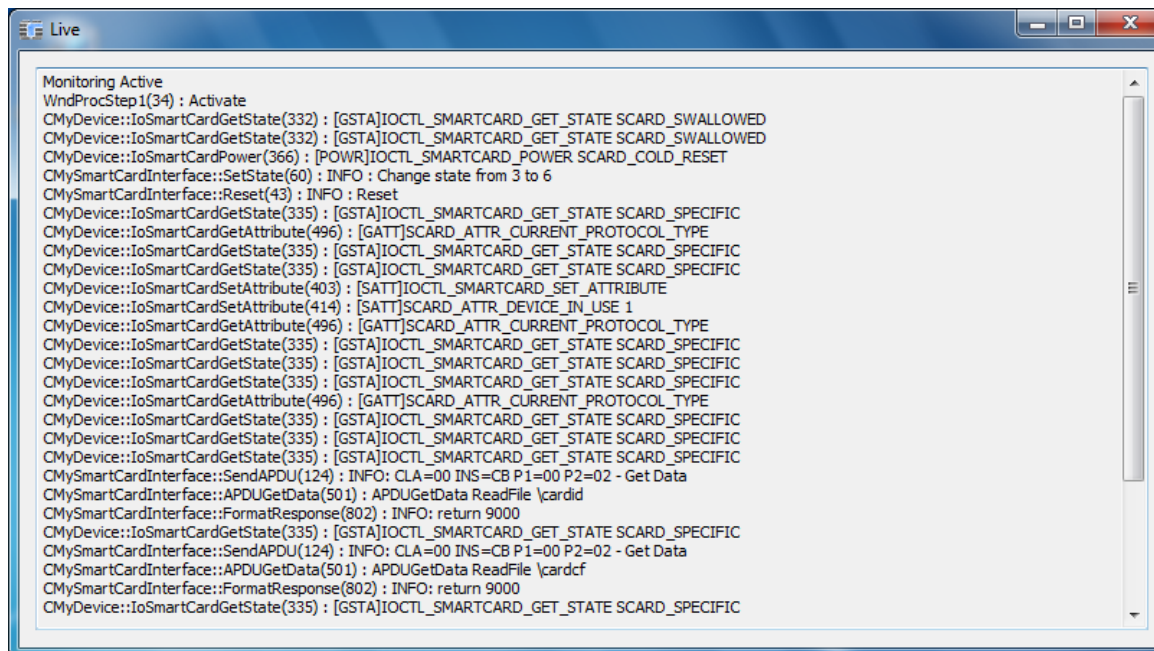 Live
Monitoring Active
WndProcStep1(34) : Activate
CMyDevice::IoSmartCardGetState(332) : [GSTA]IOCTL_SMARTCARD_GET_STATE SCARD_SWALLOWED
CMyDevice::IoSmartCardGetState(332) : [GSTA]IOCTL_SMARTCARD_GET_STATE SCARD_SWALLOWED
CMyDevice::IoSmartCardPower(366) : [POWR]IOCTL_SMARTCARD_POWER SCARD_COLD_RESET
CMySmartCardInterface::SetState(60) : INFO : Change state from 3 to 6
CMySmartCardInterface::Reset(43) : INFO : Reset
CMyDevice::IoSmartCardGetState(335) : [GSTA]IOCTL_SMARTCARD_GET_STATE SCARD_SPECIFIC
CMyDevice::IoSmartCardGetAttribute(496) : [GATT]SCARD_ATTR_CURRENT_PROTOCOL_TYPE
CMyDevice::IoSmartCardGetState(335) : [GSTA]IOCTL_SMARTCARD_GET_STATE SCARD_SPECIFIC
CMyDevice::IoSmartCardGetState(335) : [GSTA]IOCTL_SMARTCARD_GET_STATE SCARD_SPECIFIC
CMyDevice::IoSmartCardSetAttribute(403) : [SATT]IOCTL_SMARTCARD_SET_ATTRIBUTE
CMyDevice::IoSmartCardSetAttribute(414) : [SATT]SCARD_ATTR_DEVICE_IN_USE 1
CMyDevice::IoSmartCardGetAttribute(496) : [GATT]SCARD_ATTR_CURRENT_PROTOCOL_TYPE
CMyDevice::IoSmartCardGetState(335) : [GSTA]IOCTL_SMARTCARD_GET_STATE SCARD_SPECIFIC
CMyDevice::IoSmartCardGetState(335) : [GSTA]IOCTL_SMARTCARD_GET_STATE SCARD_SPECIFIC
CMyDevice::IoSmartCardGetState(335) : [GSTA]IOCTL_SMARTCARD_GET_STATE SCARD_SPECIFIC
CMyDevice::IoSmartCardGetAttribute(496) : [GATT]SCARD_ATTR_CURRENT_PROTOCOL_TYPE
CMyDevice::IoSmartCardGetState(335) : [GSTA]IOCTL_SMARTCARD_GET_STATE SCARD_SPECIFIC
CMyDevice::IoSmartCardGetState(335) : [GSTA]IOCTL_SMARTCARD_GET_STATE SCARD_SPECIFIC
CMyDevice::IoSmartCardGetState(335) : [GSTA]IOCTL_SMARTCARD_GET_STATE SCARD_SPECIFIC
CMySmartCardInterface::SendAPDU(124) : INFO: CLA=00 INS=CB P1=00 P2=02 - Get Data
CMySmartCardInterface::APDUGetData(501) : APDUGetData ReadFile \cardid
CMySmartCardInterface::FormatResponse(802) : INFO: return 9000
CMyDevice::IoSmartCardGetState(335) : [GSTA]IOCTL_SMARTCARD_GET_STATE SCARD_SPECIFIC
CMySmartCardInterface::SendAPDU(124) : INFO: CLA=00 INS=CB P1=00 P2=02 - Get Data
CMySmartCardInterface::APDUGetData(501) : APDUGetData ReadFile \cardcf
CMySmartCardInterface::FormatResponse(802) : INFO: return 9000
CMyDevice::IoSmartCardGetState(335) : [GSTA]IOCTL_SMARTCARD_GET_STATE SCARD_SPECIFIC